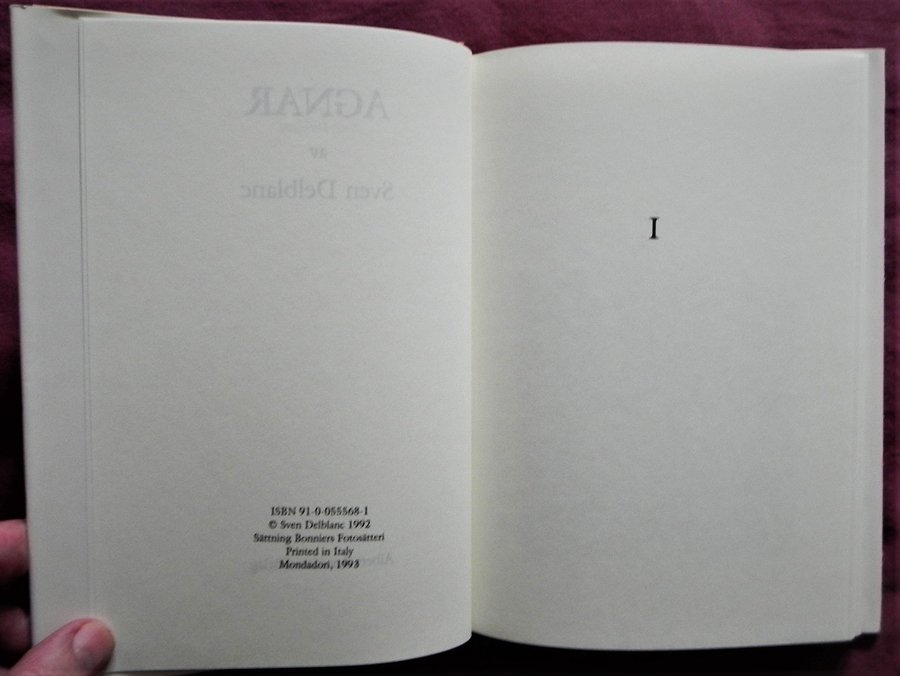 AGNAR
av
Sven Delblanc
ISBN 91-0-055568-1
© Sven Delblanc 1992
Sättning Bonniers Fotosätteri
Printed in Italy
Mondadori, 1993
I